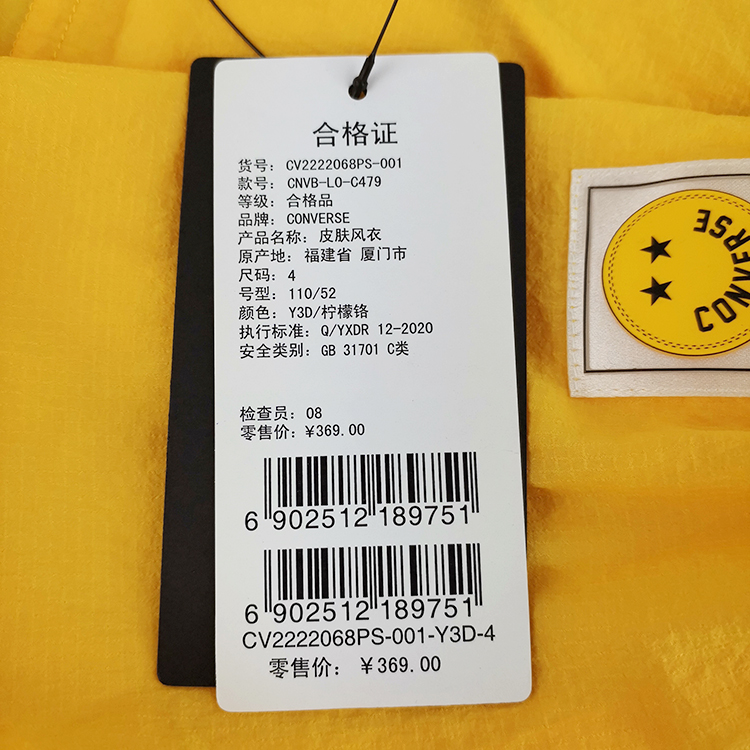 合格证
货号: CV2222068PS-001
款号: CNVB-LO-C479
等级: 合格品
品牌: CONVERSE
产品名称: 皮肤风衣
原产地: 福建省 厦门市
尺码: 4
号型: 110/52
颜色: Y3D/柠檬铬
执行标准: Q/YXDR 12-2020
安全类别: GB 31701 C类
检查员: 08
零售价: ¥369.00
6 902512 189751
6 902512 189751
CV2222068PS-001-Y3D-4
零售价: ¥369.00
CONVERSE